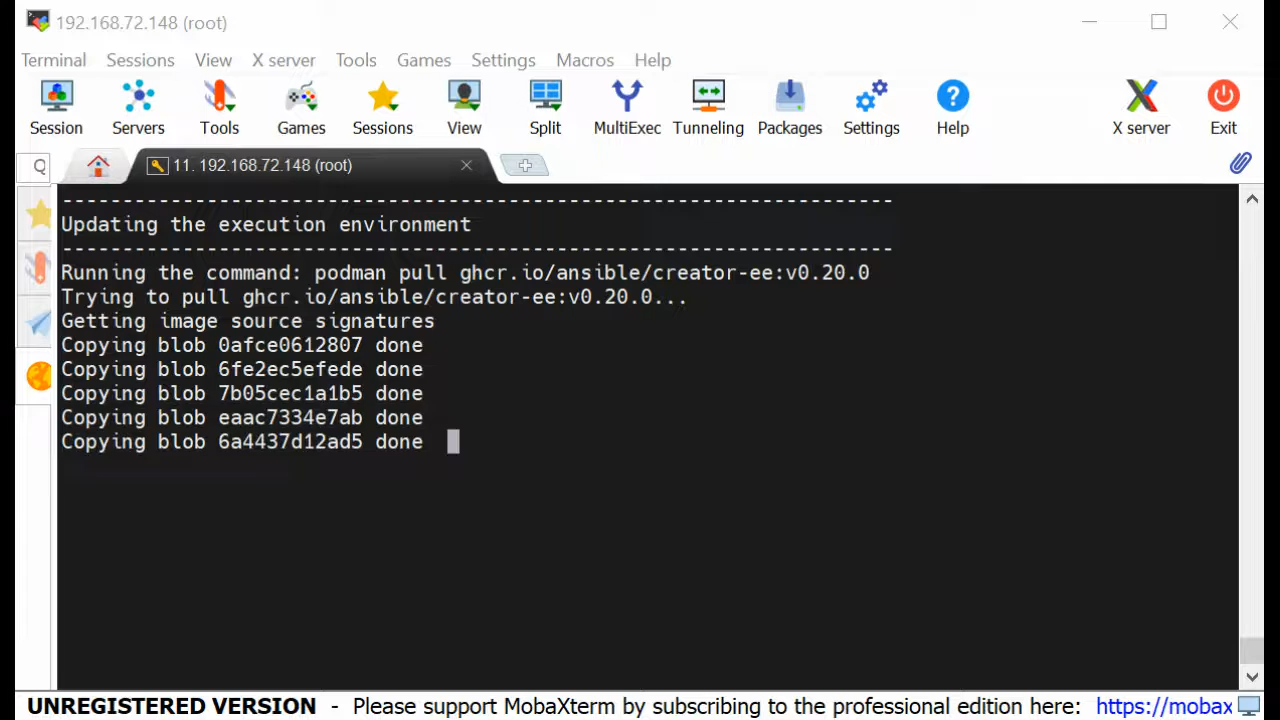 192.168.72.148 (root)
Terminal Sessions View X server Tools Games Settings Macros Help
Session Servers Tools Games Sessions View Split MultiExec Tunneling Packages Settings Help X server Exit
11. 192.168.72.148 (root)
---------------------------------------------------------------------
Updating the execution environment
---------------------------------------------------------------------
Running the command: podman pull ghcr.io/ansible/creator-ee:v0.20.0
Trying to pull ghcr.io/ansible/creator-ee:v0.20.0...
Getting image source signatures
Copying blob 0afce0612807 done
Copying blob 6fe2ec5efede done
Copying blob 7b05cec1a1b5 done
Copying blob eaac7334e7ab done
Copying blob 6a4437d12ad5 done
UNREGISTERED VERSION - Please support MobaXterm by subscribing to the professional edition here: https://mobax